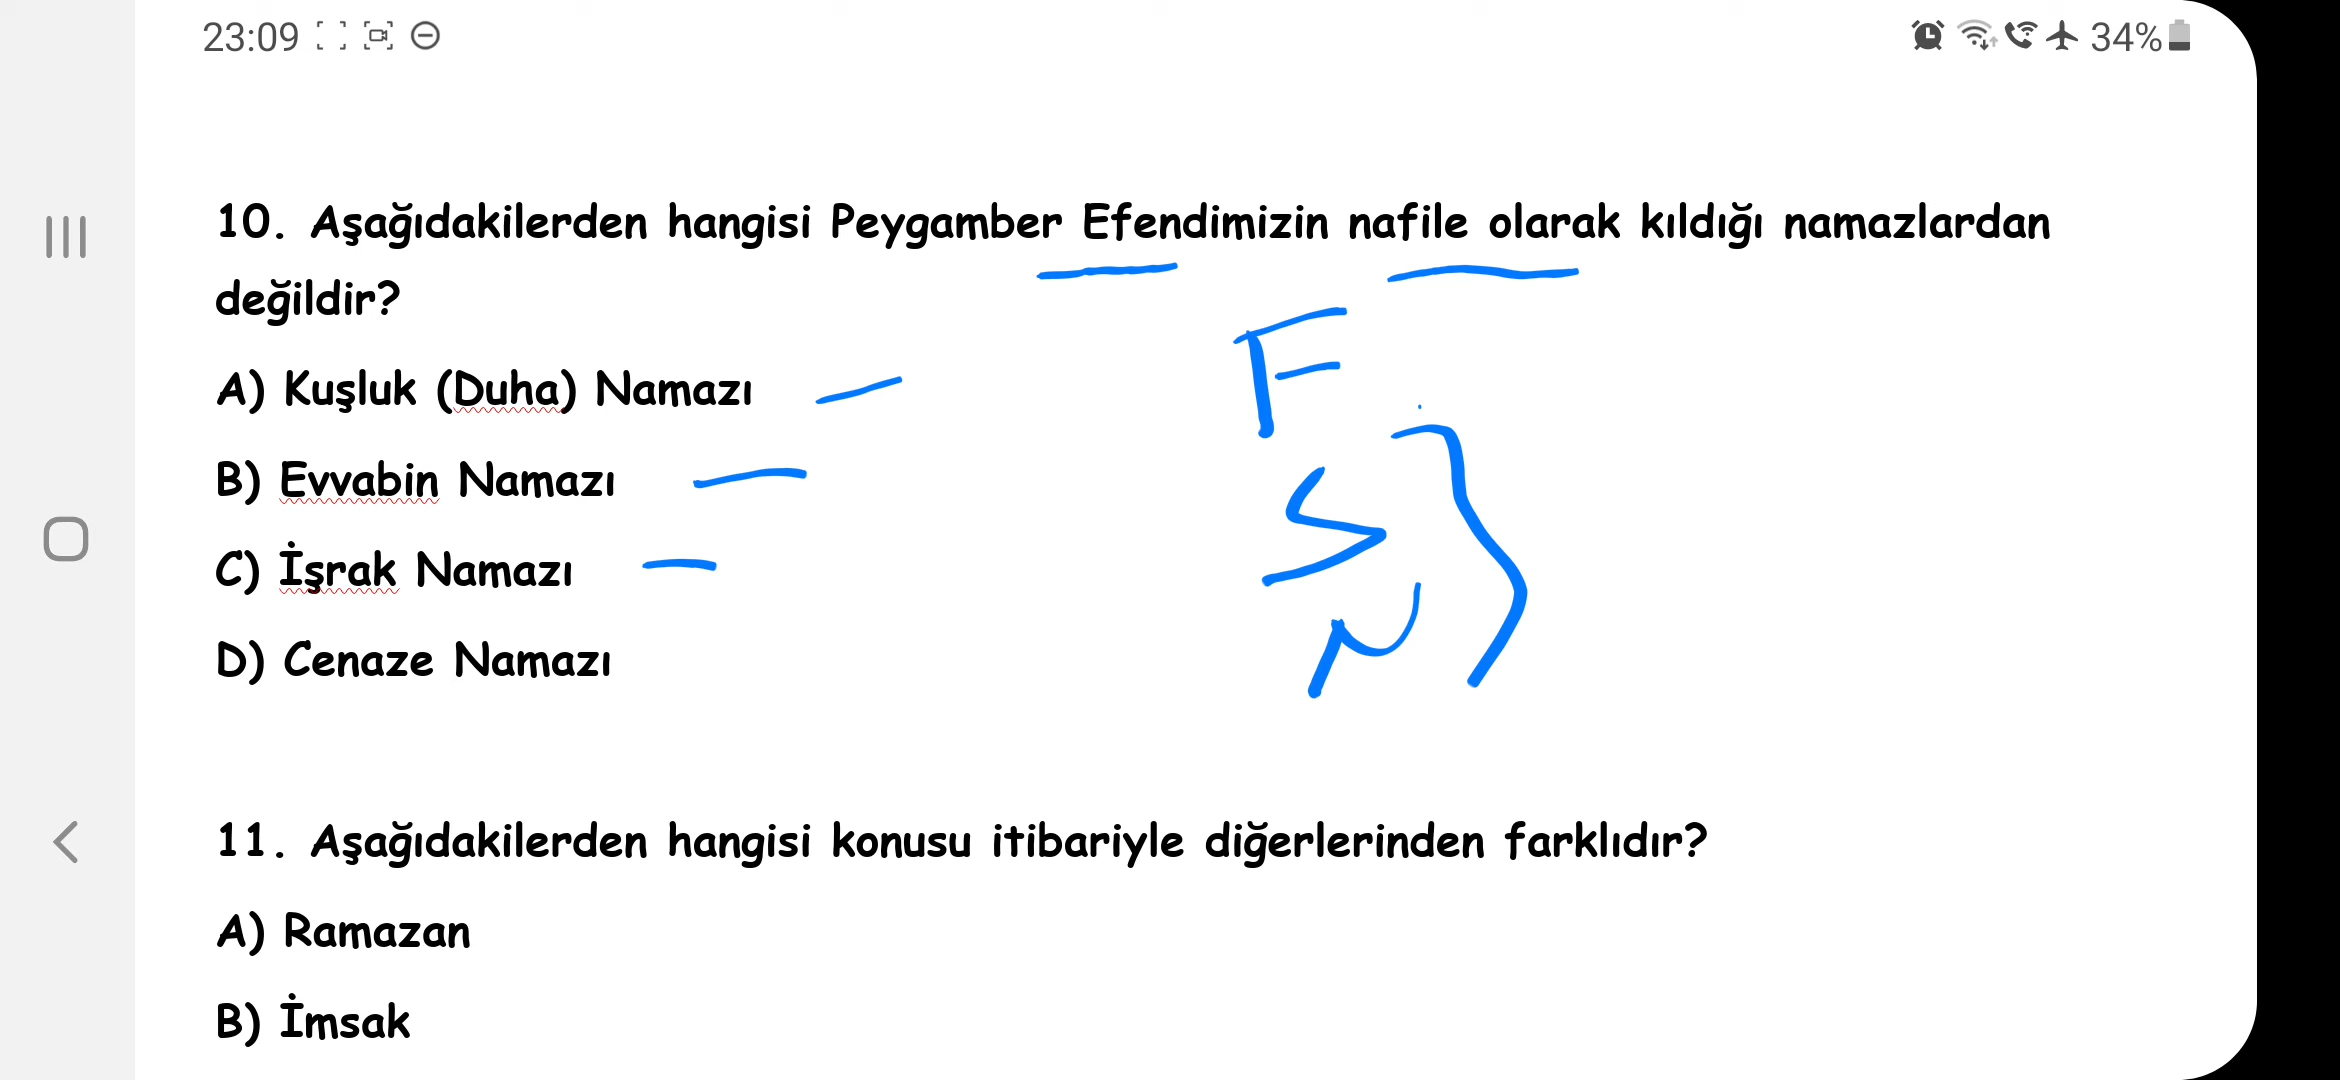 23:09
34%
10. Aşağıdakilerden hangisi Peygamber Efendimizin nafile olarak kıldığı namazlardan
değildir?
A) Kuşluk (Duha) Namazı
B) Evvabin Namazı
C) İşrak Namazı
D) Cenaze Namazı
F
S
N
11. Aşağıdakilerden hangisi konusu itibariyle diğerlerinden farklıdır?
A) Ramazan
B) İmsak